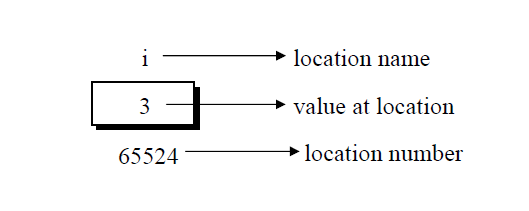 i location name
3 value at location
65524 location number